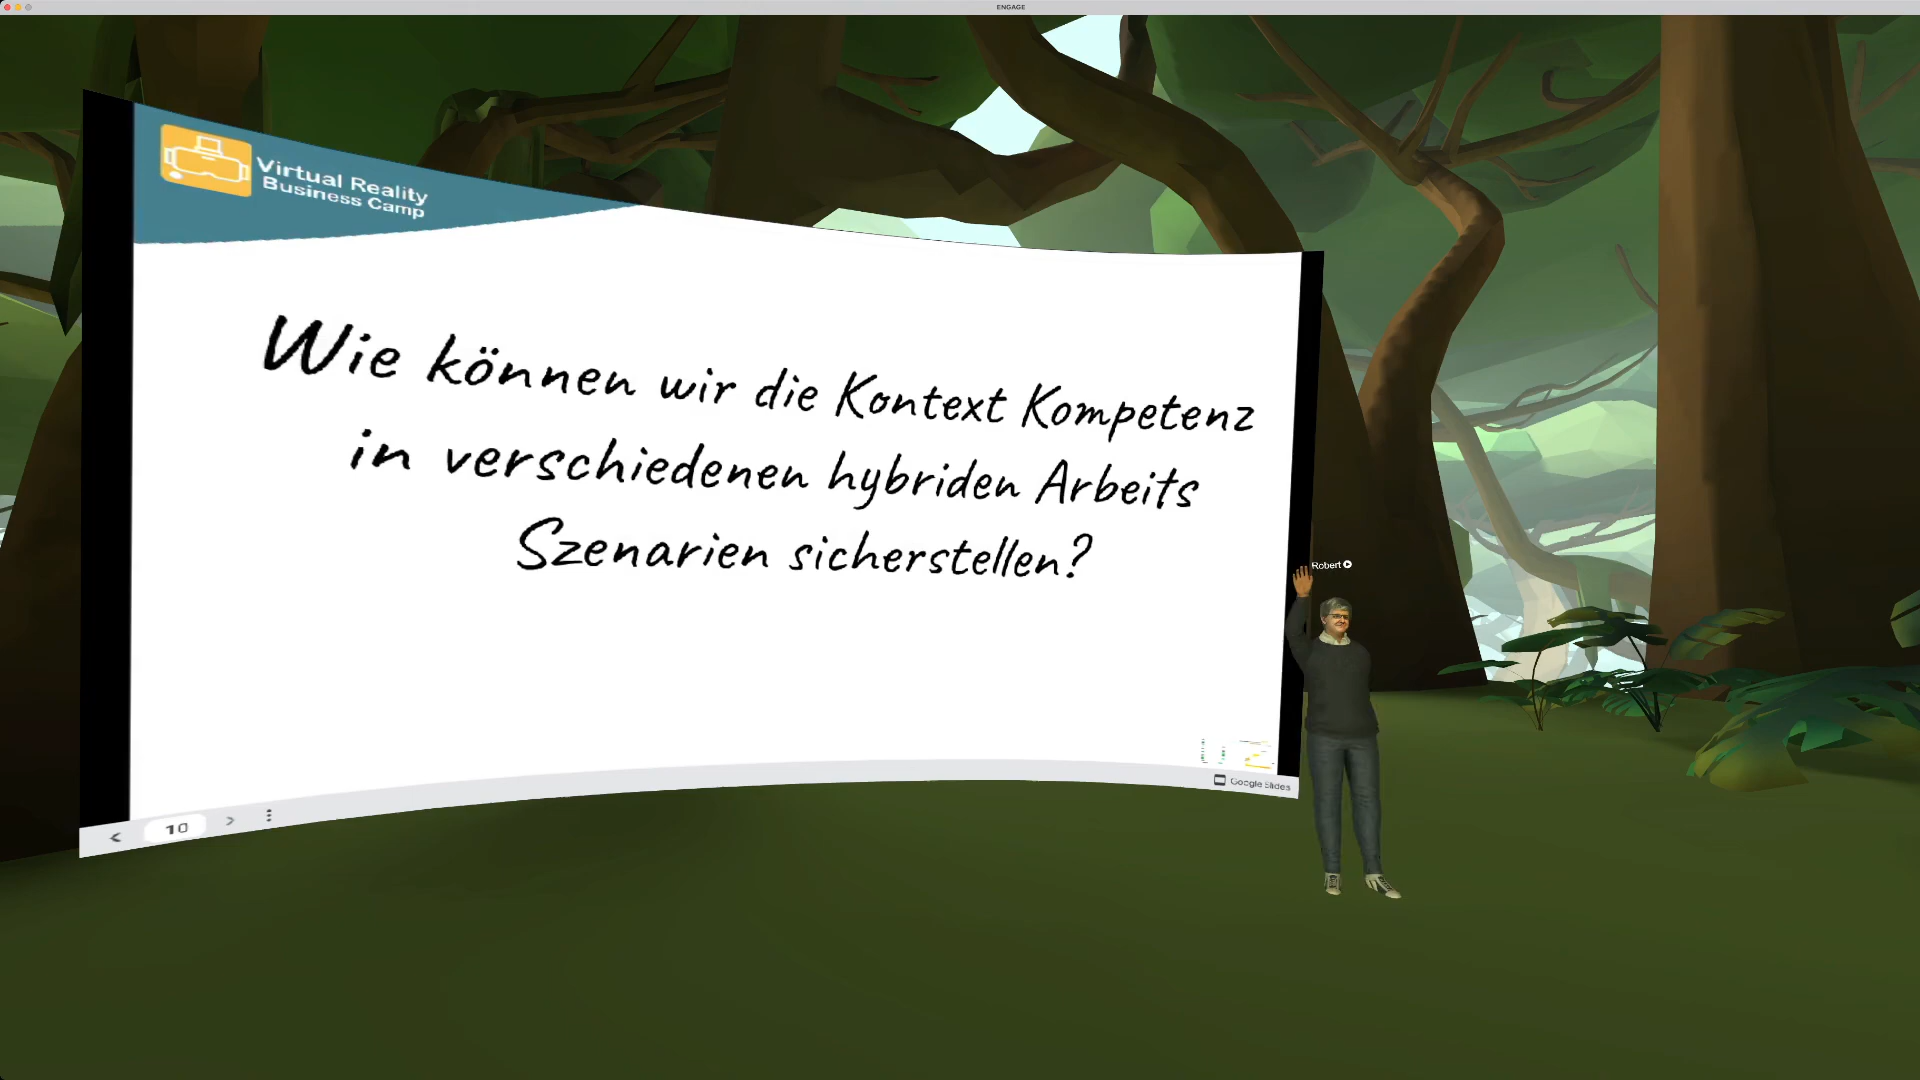 ENGAGE
Virtual Reality
Business Camp
Wie können wir die Kontext Kompetenz
in verschiedenen hybriden Arbeits
Szenarien sicherstellen?
Robert
10
Google Slides